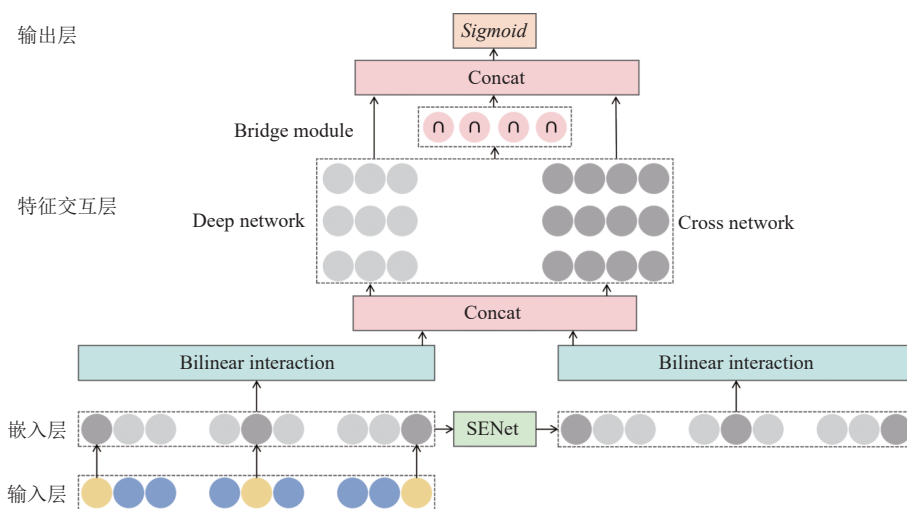 输出层
Sigmoid
Concat
Bridge module
∩ ∩ ∩ ∩
特征交互层
Deep network
Cross network
Concat
Bilinear interaction
Bilinear interaction
嵌入层
SENet
输入层